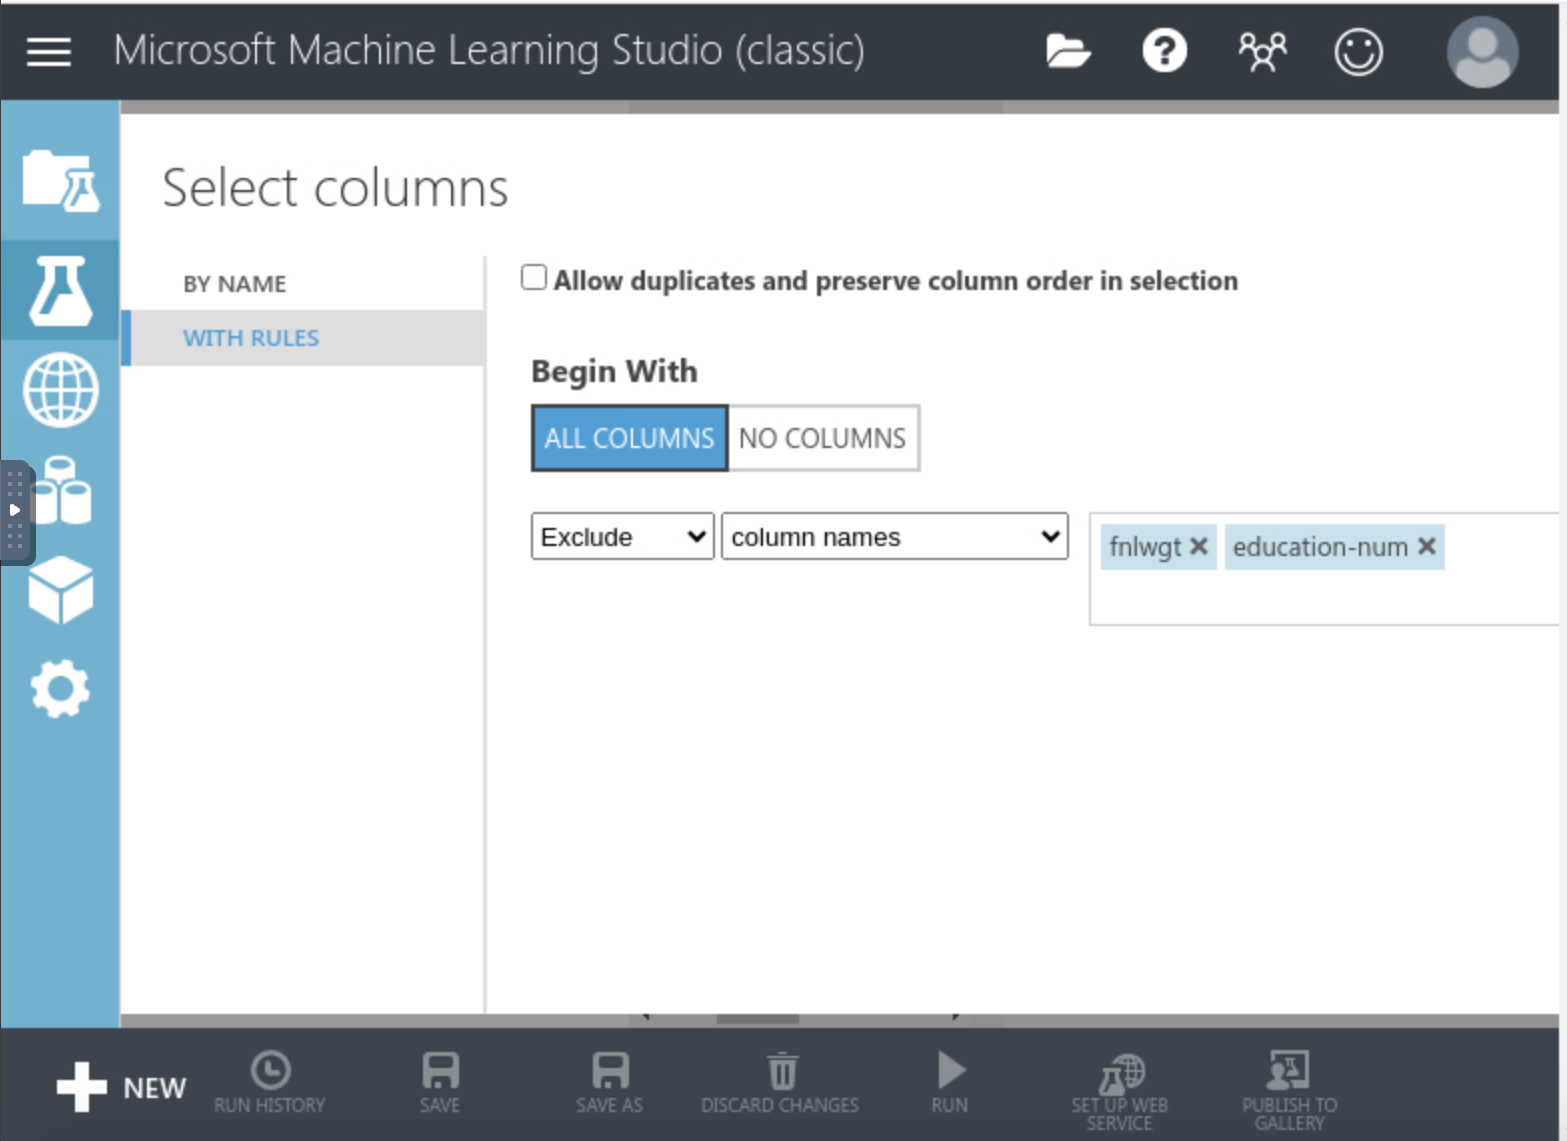 Microsoft Machine Learning Studio (classic)
Select columns
BY NAME
WITH RULES
Allow duplicates and preserve column order in selection
Begin With
ALL COLUMNS NO COLUMNS
Exclude column names fnlwgt education-num
NEW
RUN HISTORY
SAVE
SAVE AS
DISCARD CHANGES
RUN
SET UP WEB
SERVICE
PUBLISH TO
GALLERY